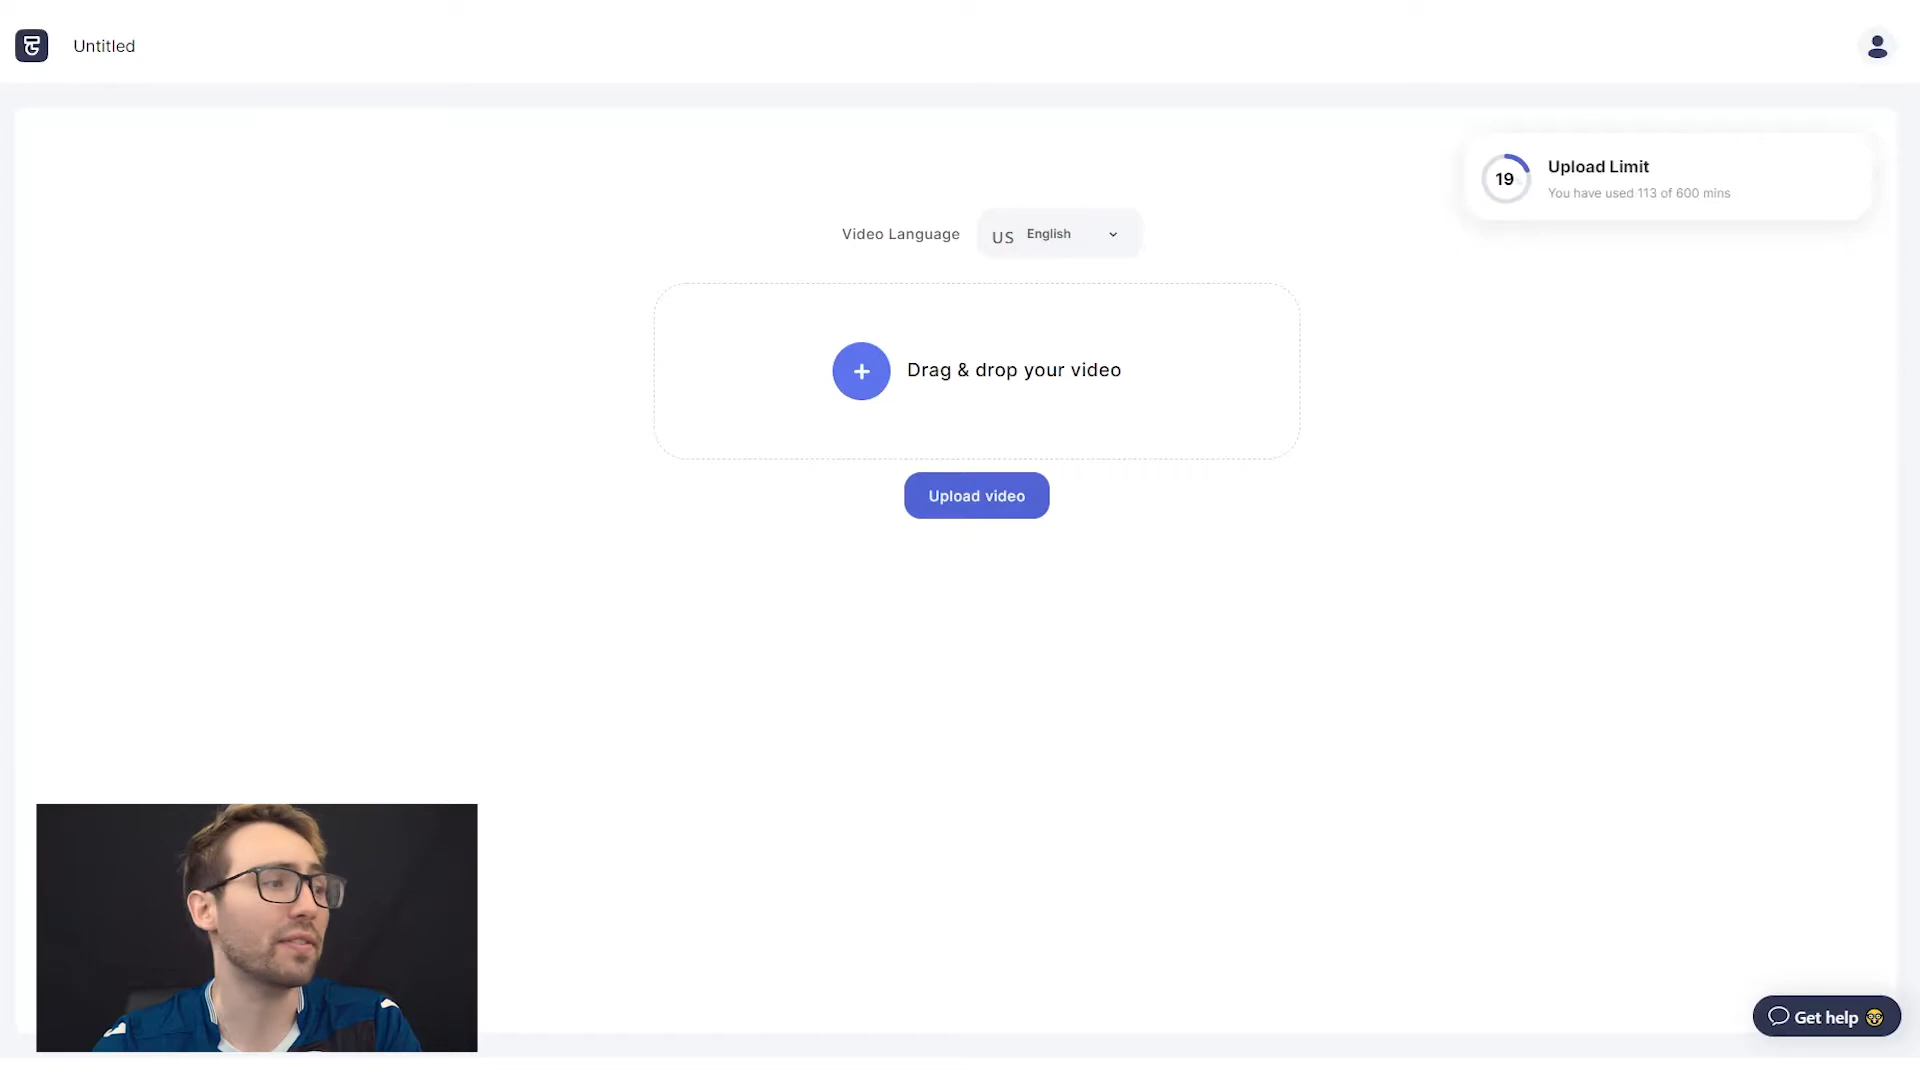 Untitled
19
Upload Limit
You have used 113 of 600 mins
Video Language
US English
Drag & drop your video
Upload video
Get help